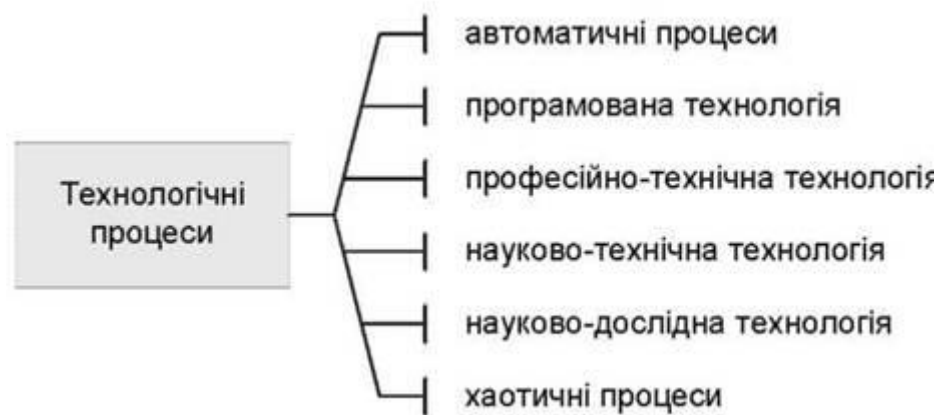 Технологічні
процеси
автоматичні процеси
програмована технологія
професійно-технічна технологія
науково-технічна технологія
науково-дослідна технологія
хаотичні процеси